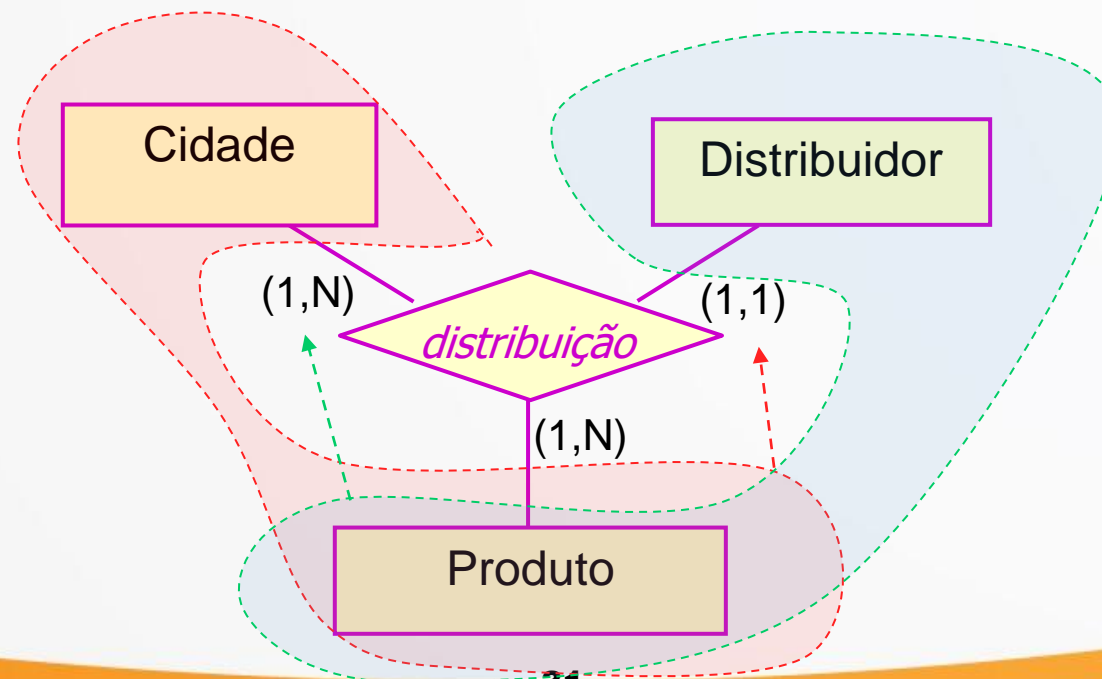 Cidade
Distribuidor
(1,N)
(1,1)
distribuição
(1,N)
Produto